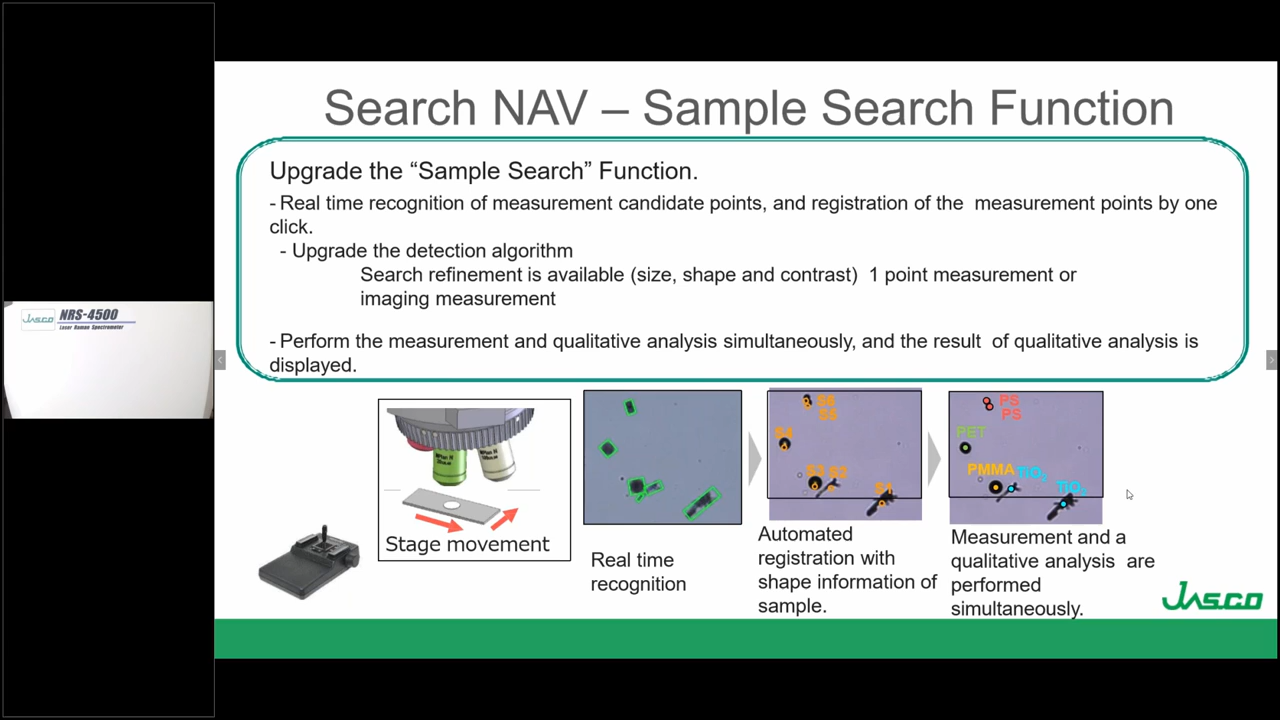 Search NAV – Sample Search Function
Upgrade the “Sample Search” Function.
- Real time recognition of measurement candidate points, and registration of the measurement points by one
click.
- Upgrade the detection algorithm
Search refinement is available (size, shape and contrast) 1 point measurement or
imaging measurement
- Perform the measurement and qualitative analysis simultaneously, and the result of qualitative analysis is
displayed.
JASCO NRS-4500
Laser Raman Spectrometer
Stage movement
Real time
recognition
S6
S5
S4
S3 S2
S1
Automated
registration with
shape information of
sample.
PS
PS
PET
PMMA TiO2
TiO2
Measurement and a
qualitative analysis are
performed
simultaneously.
JASCO